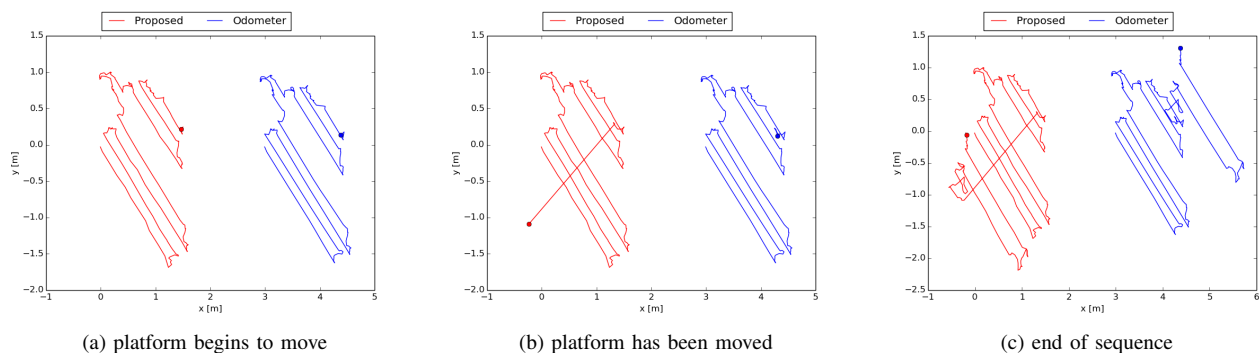 Proposed Odometer
1.5
1.0
0.5
0.0
−0.5
−1.0
−1.5
−2.0
y [m]
−1 0 1 2 3 4 5
x [m]
(a) platform begins to move
Proposed Odometer
1.5
1.0
0.5
0.0
−0.5
−1.0
−1.5
−2.0
y [m]
−1 0 1 2 3 4 5
x [m]
(b) platform has been moved
Proposed Odometer
1.5
1.0
0.5
0.0
−0.5
−1.0
−1.5
−2.0
−2.5
y [m]
−1 0 1 2 3 4 5 6
x [m]
(c) end of sequence